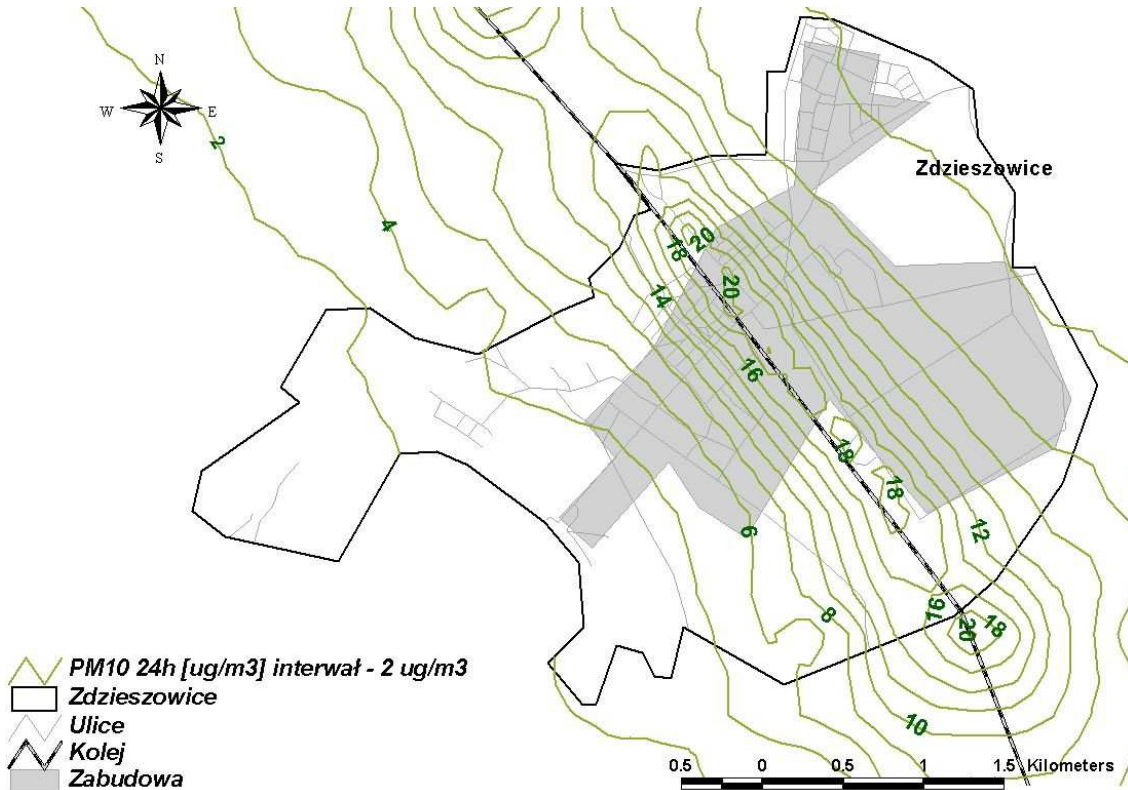 N
W E
S
2
4
Zdzieszowice
18 20
14
20
16
18
18
12
6
8
16
20 18
10
PM10 24h [ug/m3] interwał - 2 ug/m3
Zdzieszowice
Ulice
Kolej
Zabudowa
0.5 0 0.5 1 1.5 Kilometers